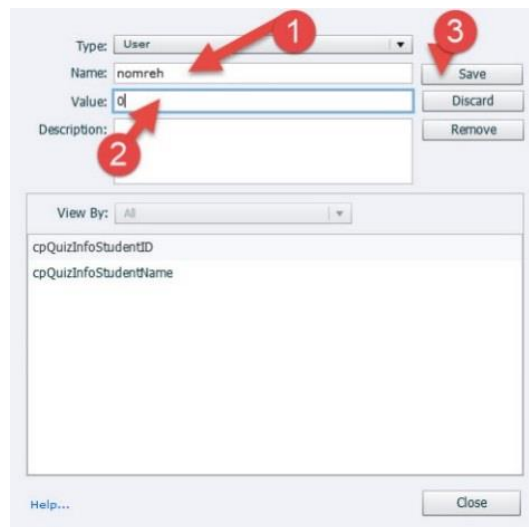 1
Type: User
3
Name: nomreh Save
Value: 0 Discard
Description: Remove
2
View By: All
cpQuizInfoStudentID
cpQuizInfoStudentName
Help... Close